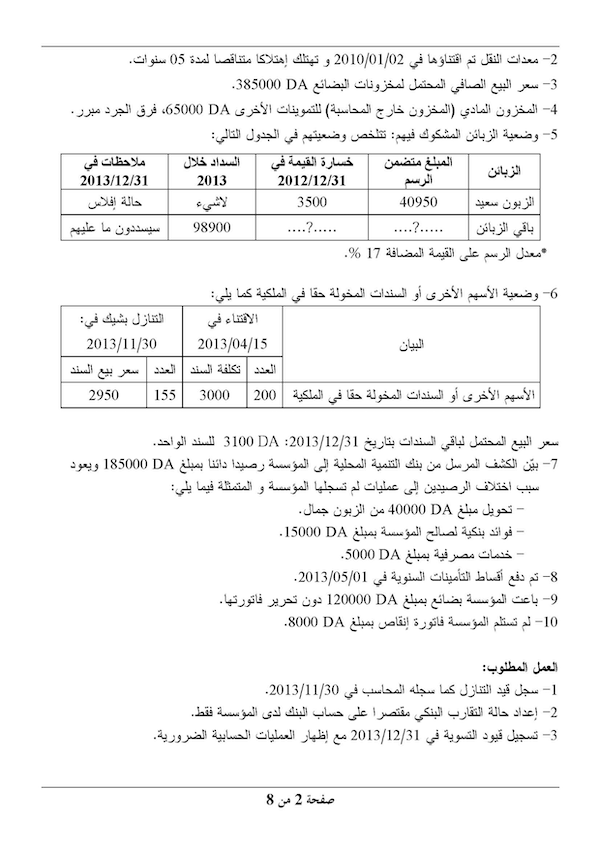 2- معدات النقل تم اقتناؤها في 2010/01/02 و تهتلك إهتلاكا متناقصا لمدة 05 سنوات.
3- سعر البيع الصافي المحتمل لمخزونات البضائع 385000 DA.
4- المخزون المادي (المخزون خارج المحاسبة) للتموينات الأخرى 65000 DA، فرق الجرد مبرر.
5- وضعية الزبائن المشكوك فيهم: تتلخص وضعيتهم في الجدول التالي:
الزبائن | المبلغ متضمن الرسم | خسارة القيمة في 2012/12/31 | السداد خلال 2013 | ملاحظات في 2013/12/31
الزبون سعيد | 40950 | 3500 | لاشيء | حالة إفلاس
باقي الزبائن | ....?..... | ....?..... | 98900 | سيسددون ما عليهم
*معدل الرسم على القيمة المضافة 17 %.
6- وضعية الأسهم الأخرى أو السندات المخولة حقا في الملكية كما يلي:
البيان | الاقتناء في 2013/04/15 | التنازل بشيك في: 2013/11/30
العدد | تكلفة السند | العدد | سعر بيع السند
الأسهم الأخرى أو السندات المخولة حقا في الملكية | 200 | 3000 | 155 | 2950
سعر البيع المحتمل لباقي السندات بتاريخ 2013/12/31: 3100 DA للسند الواحد.
7- بيّن الكشف المرسل من بنك التنمية المحلية إلى المؤسسة رصيدا دائنا بمبلغ 185000 DA ويعود
سبب اختلاف الرصيدين إلى عمليات لم تسجلها المؤسسة و المتمثلة فيما يلي:
- تحويل مبلغ 40000 DA من الزبون جمال.
- فوائد بنكية لصالح المؤسسة بمبلغ 15000 DA.
- خدمات مصرفية بمبلغ 5000 DA.
8- تم دفع أقساط التأمينات السنوية في 2013/05/01.
9- باعت المؤسسة بضائع بمبلغ 120000 DA دون تحرير فاتورتها.
10- لم تستلم المؤسسة فاتورة إنقاص بمبلغ 8000 DA.
العمل المطلوب:
1- سجل قيد التنازل كما سجله المحاسب في 2013/11/30.
2- إعداد حالة التقارب البنكي مقتصرا على حساب البنك لدى المؤسسة فقط.
3- تسجيل قيود التسوية في 2013/12/31 مع إظهار العمليات الحسابية الضرورية.
صفحة 2 من 8